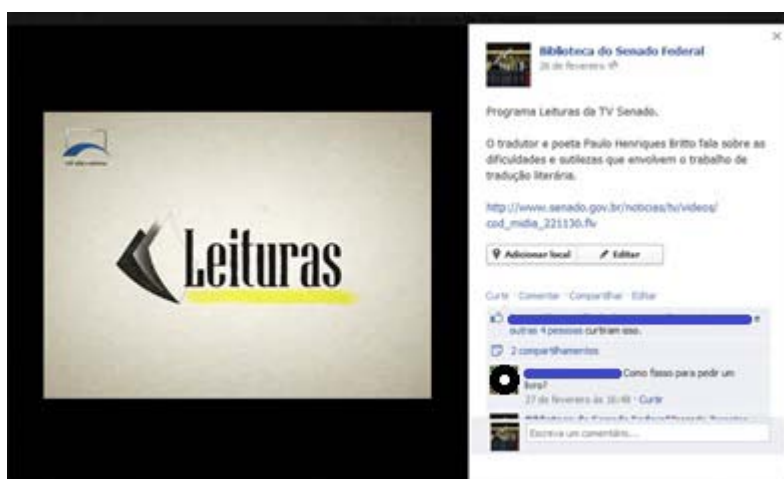 Leituras
Biblioteca do Senado Federal
26 de fevereiro
Programa Leituras da TV Senado.
O tradutor e poeta Paulo Henriques Britto fala sobre as
dificuldades e sutilezas que envolvem o trabalho de
tradução literária.
http://www.senado.gov.br/noticias/tv/videos/
cod_midia_221130.flv
Adicionar local Editar
Curtir · Comentar · Compartilhar · Editar
e
outras 4 pessoas curtiram isso.
2 compartilhamentos
Como fasso para pedir um
livro?
27 de fevereiro às 16:48 · Curtir
Escreva um comentário...